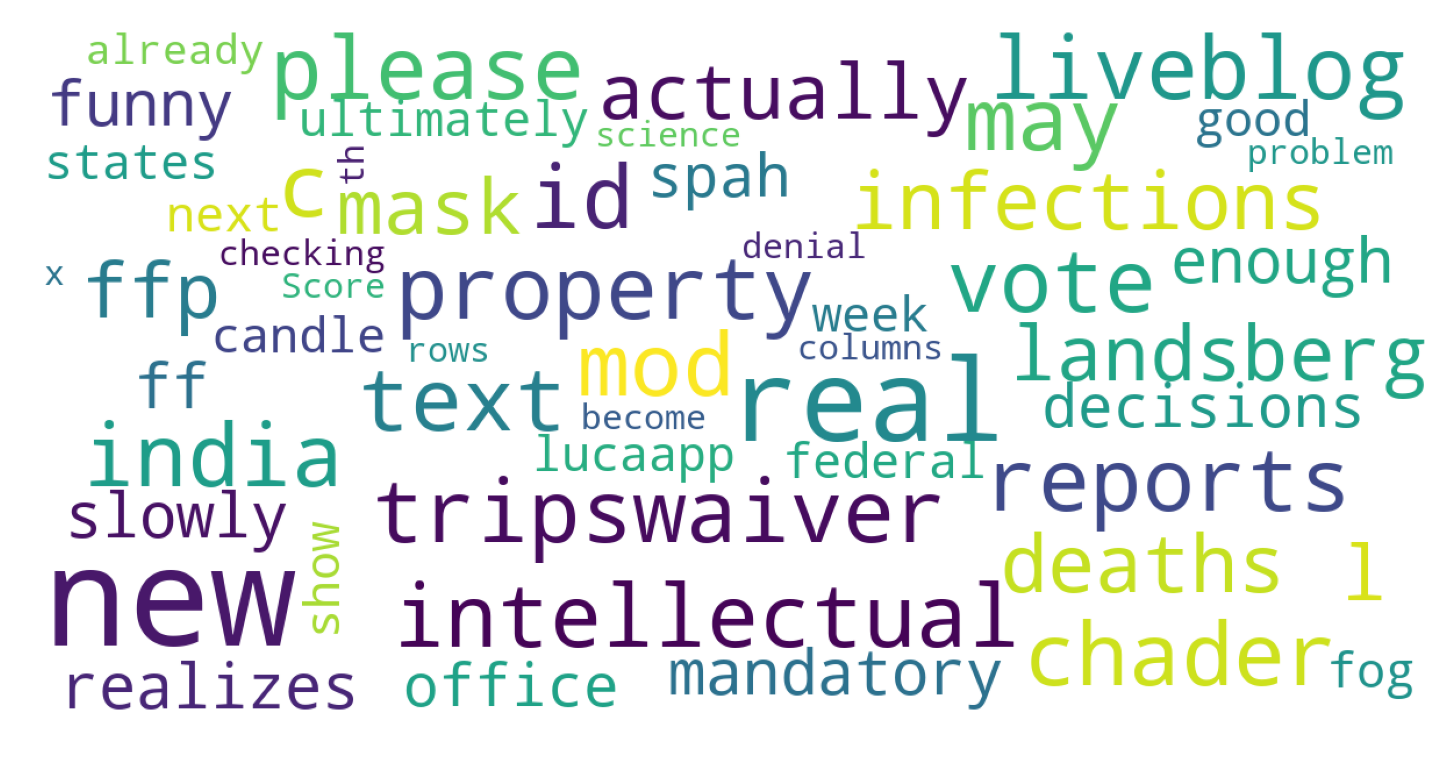 already
please
liveblog
funny
actually
may
ultimately
good
science
problem
states
th
c
mask
id
spah
infections
next
checking
denial
x
ffp
Score
property
vote
enough
candle
week
rows
mod
columns
landsberg
ff
text
real
become
decisions
india
lucaapp
federal
reports
slowly
tripswaiver
show
deaths
l
new
intellectual
chader
realizes
office
mandatory
fog